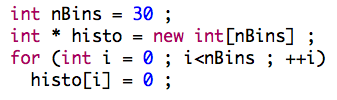 int nBins = 30 ;
int * histo = new int[nBins] ;
for (int i = 0 ; i<nBins ; ++i)
  histo[i] = 0 ;